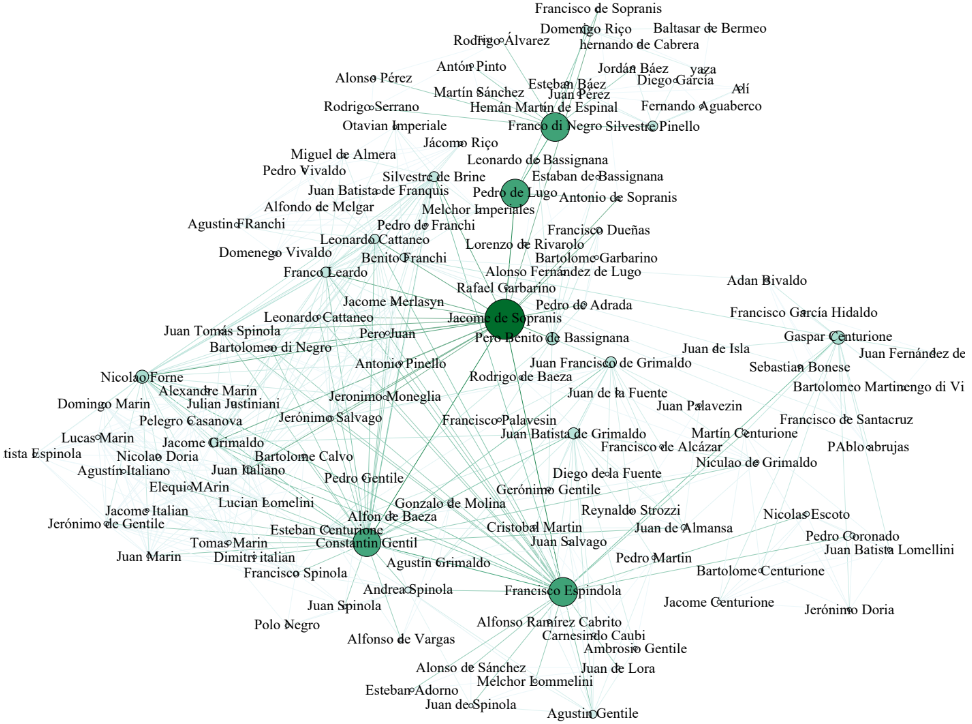 Francisco de Sopranis
Domenigo Riço
Baltasar de Bermeo
hernando de Cabrera
Rodrigo Álvarez
Antón Pinto
Jordán Báez
yaza
Alonso Pérez
Esteban Báez
Diego García
Martín Sánchez
Juan Pérez
Alí
Rodrigo Serrano
Hemán Martín de Espinal
Fernando Aguaberco
Otavian Imperiale
Franco di Negro
Silvestre Pinello
Jácomo Riço
Miguel de Almera
Leonardo de Bassignana
Pedro Vivaldo
Silvestre de Brine
Estaban de Bassignana
Juan Batista de Franquis
Pedro de Lugo
Antonio de Sopranis
Alfondo de Melgar
Melchor Imperiales
Agustino FRanchi
Pedro de Franchi
Francisco Dueñas
Leonardo Cattaneo
Lorenzo de Rivarolo
Domenego Vivaldo
Benito Franchi
Bartolome Garbarino
Franco Leardo
Alonso Fernández de Lugo
Adan Bivaldo
Rafael Garbarino
Jacome Merlasyn
Pedro de Adrada
Leonardo Cattaneo
Jacome de Sopranis
Francisco García Hidaldo
Juan Tomás Spinola
Pero Juan
Pero Benito de Bassignana
Gaspar Centurione
Bartolomeo di Negro
Juan de Isla
Juan Fernández de
Antonio Pinello
Juan Francisco de Grimaldo
Sebastian Bonese
Nicolao Forne
Rodrigo de Baeza
Alexandre Marin
Jeronimo Moneglia
Juan de la Fuente
Bartolomeo Martinengo di Vi
Domingo Marin
Julian Justiniani
Juan Palavezin
Pelegro Casanova
Jerónimo Salvago
Francisco Palavesin
Francisco de Santacruz
Lucas Marin
Jacome Grimaldo
Juan Batista de Grimaldo
Martín Centurione
tista Espinola
Nicolao Doria
Bartolome Calvo
Francisco de Alcázar
PAblo abrujas
Agustín Italiano
Juan Italiano
Pedro Gentile
Diego de la Fuente
Niculao de Grimaldo
Elequi MArin
Gerónimo Gentile
Jacome Italian
Lucian Lomelini
Gonzalo de Molina
Reynaldo Strozzi
Nicolas Escoto
Jerónimo de Gentile
Alfon de Baeza
Esteban Centurione
Cristobal Martin
Juan de Almansa
Pedro Coronado
Tomas Marin
Constantin Gentil
Juan Salvago
Juan Batista Lomellini
Juan Marin
Dimitri italian
Agustín Grimaldo
Pedro Martin
Francisco Spinola
Bartolome Centurione
Andrea Spinola
Francisco Espindola
Juan Spinola
Jacome Centurione
Jerónimo Doria
Polo Negro
Alfonso Ramírez Cabrito
Alfonso de Vargas
Carnesindo Caubi
Ambrosio Gentile
Alonso de Sánchez
Juan de Lora
Melchor Lommelini
Esteban Adorno
Juan de Spinola
Agustin Gentile